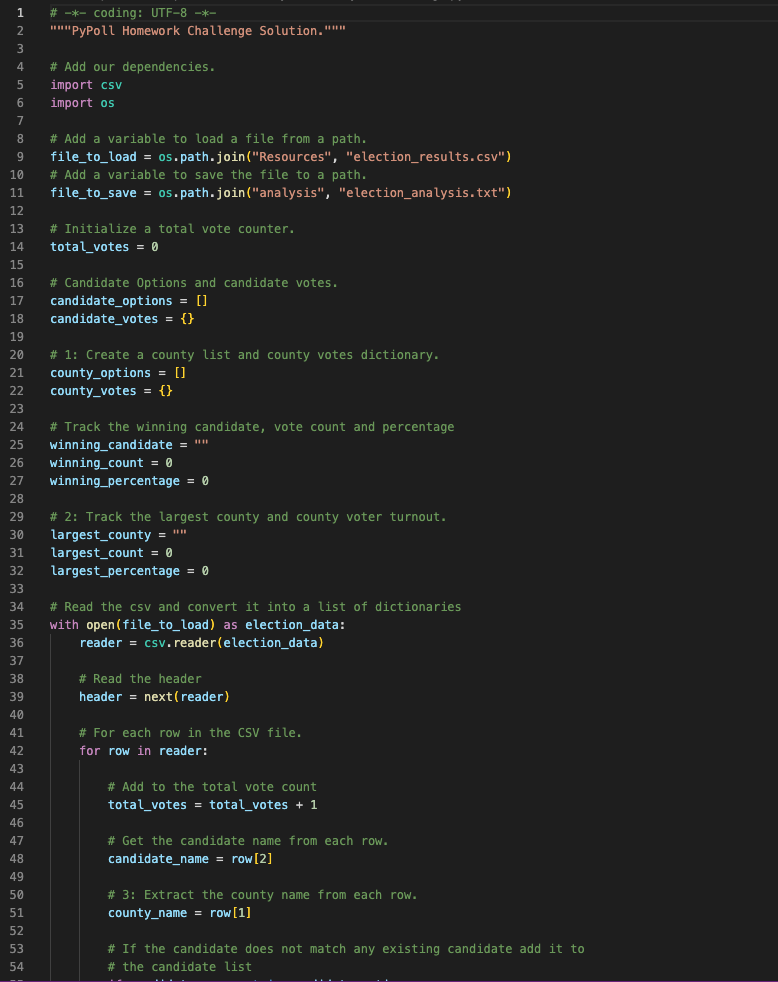 1 # -*- coding: UTF-8 -*-
2 """PyPoll Homework Challenge Solution."""
3
4 # Add our dependencies.
5 import csv
6 import os
7
8 # Add a variable to load a file from a path.
9 file_to_load = os.path.join("Resources", "election_results.csv")
10 # Add a variable to save the file to a path.
11 file_to_save = os.path.join("analysis", "election_analysis.txt")
12
13 # Initialize a total vote counter.
14 total_votes = 0
15
16 # Candidate Options and candidate votes.
17 candidate_options = []
18 candidate_votes = {}
19
20 # 1: Create a county list and county votes dictionary.
21 county_options = []
22 county_votes = {}
23
24 # Track the winning candidate, vote count and percentage
25 winning_candidate = ""
26 winning_count = 0
27 winning_percentage = 0
28
29 # 2: Track the largest county and county voter turnout.
30 largest_county = ""
31 largest_count = 0
32 largest_percentage = 0
33
34 # Read the csv and convert it into a list of dictionaries
35 with open(file_to_load) as election_data:
36     reader = csv.reader(election_data)
37
38     # Read the header
39     header = next(reader)
40
41     # For each row in the CSV file.
42     for row in reader:
43
44         # Add to the total vote count
45         total_votes = total_votes + 1
46
47         # Get the candidate name from each row.
48         candidate_name = row[2]
49
50         # 3: Extract the county name from each row.
51         county_name = row[1]
52
53         # If the candidate does not match any existing candidate add it to
54         # the candidate list